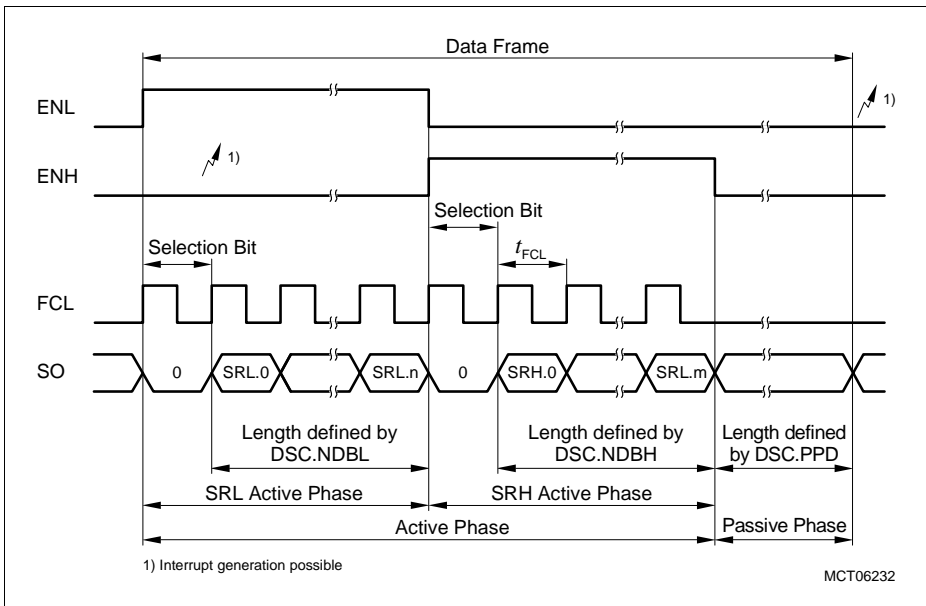 Data Frame
ENL
1)
1)
ENH
Selection Bit
Selection Bit
tFCL
FCL
SO
0
SRL.0
SRL.n
0
SRH.0
SRL.m
Length defined by
DSC.NDBL
Length defined by
DSC.NDBH
Length defined
by DSC.PPD
SRL Active Phase
SRH Active Phase
Active Phase
Passive Phase
1) Interrupt generation possible
MCT06232